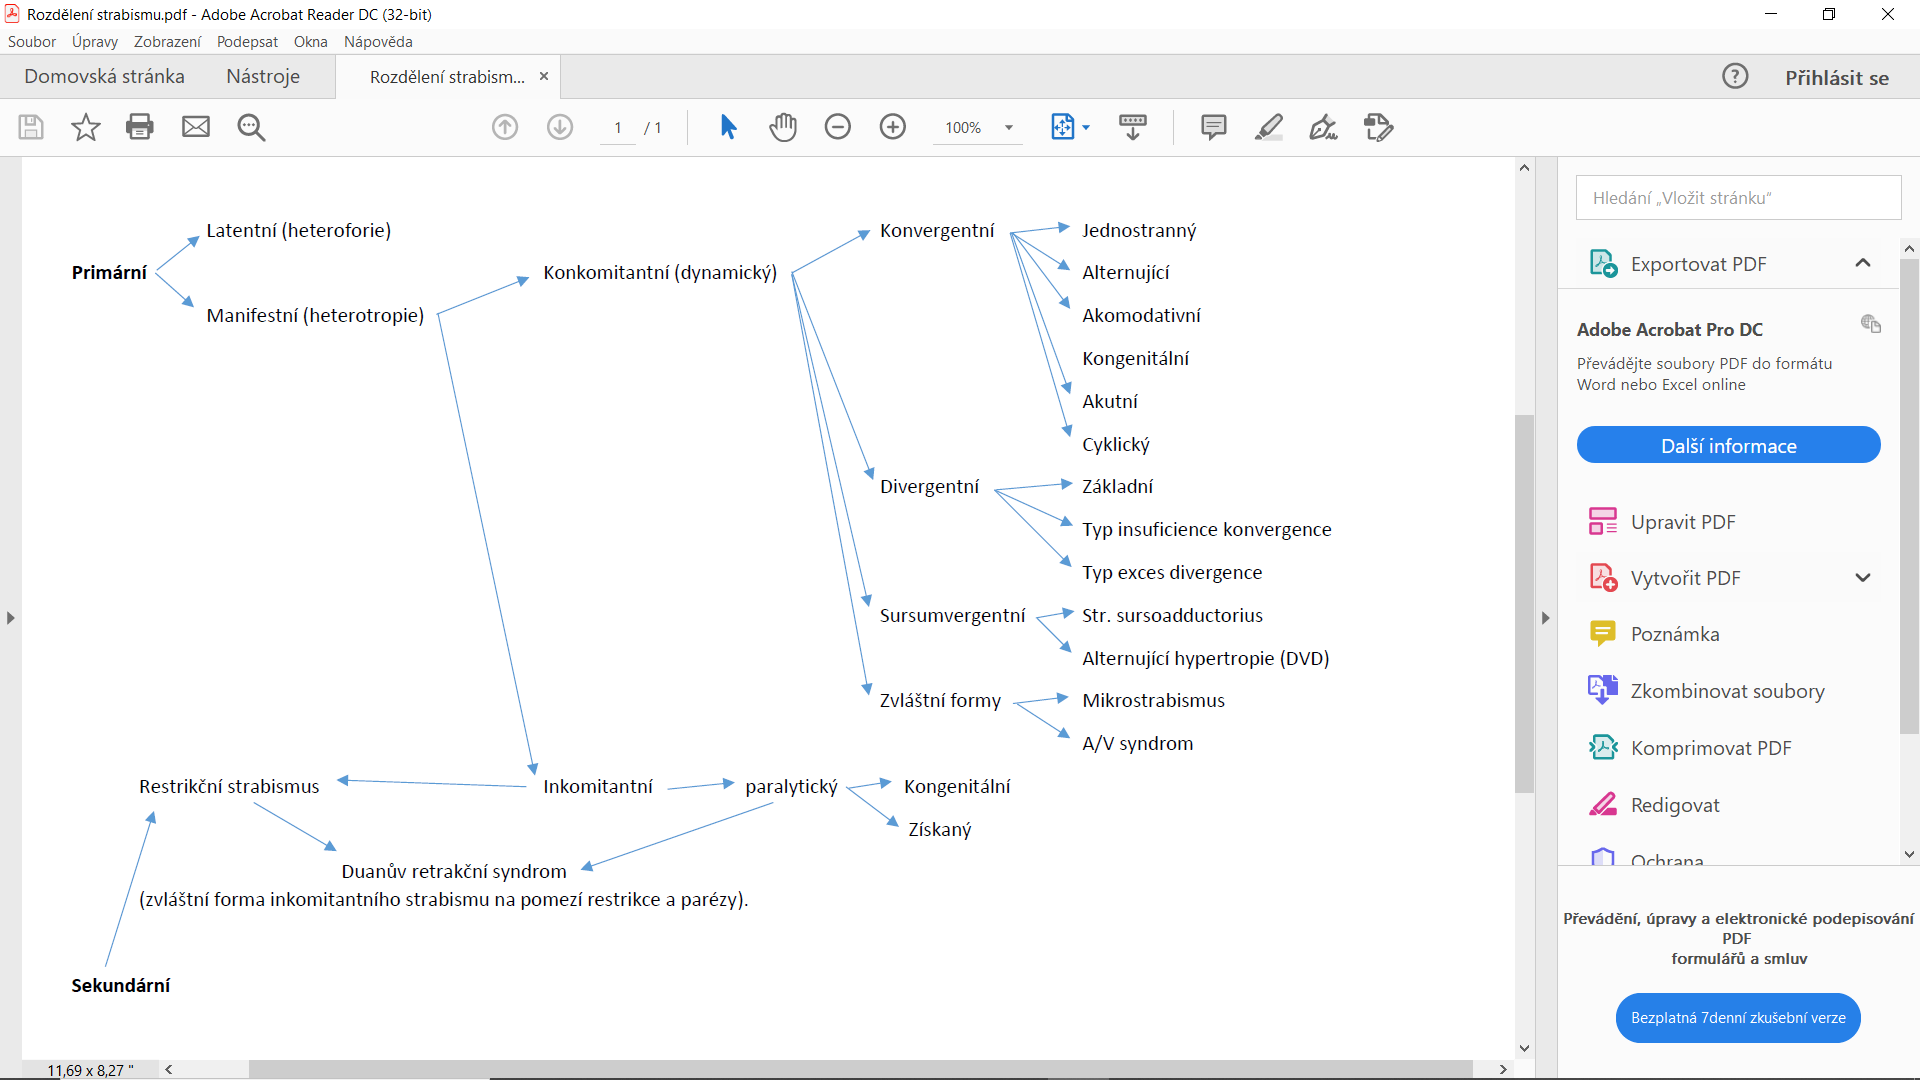 Rozdělení strabismu.pdf - Adobe Acrobat Reader DC (32-bit)
Soubor Úpravy Zobrazení Podepsat Okna Nápověda
Domovská stránka Nástroje Rozdělení strabism... × Přihlásit se
1 / 1 100%
Latentní (heteroforie) Konvergentní Jednostranný
Primární Konkomitantní (dynamický) Alternující
Manifestní (heterotropie) Akomodativní
Kongenitální
Akutní
Cyklický
Divergentní Základní
Typ insuficience konvergence
Typ exces divergence
Sursumvergentní Str. sursoadductorius
Alternující hypertropie (DVD)
Zvláštní formy Mikrostrabismus
A/V syndrom
Restrikční strabismus Inkomitantní paralytický Kongenitální
Získaný
Duanův retrakční syndrom
(zvláštní forma inkomitantního strabismu na pomezí restrikce a parézy).
Sekundární
11,69 x 8,27 "
Hledání „Vložit stránku“
Exportovat PDF
Adobe Acrobat Pro DC
Převádějte soubory PDF do formátu
Word nebo Excel online
Další informace
Upravit PDF
Vytvořit PDF
Poznámka
Zkombinovat soubory
Komprimovat PDF
Redigovat
Ochrana
Převádění, úpravy a elektronické podepisování
PDF
formulářů a smluv
Bezplatná 7denní zkušební verze